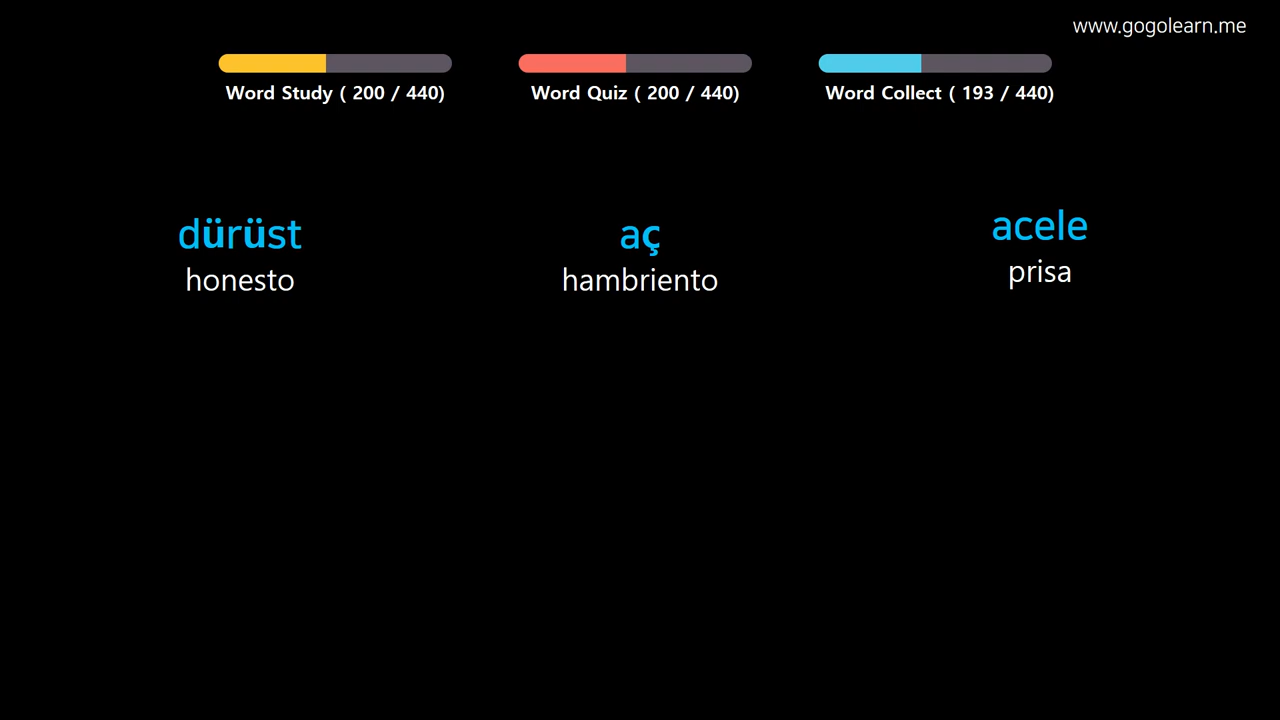 www.gogolearn.me
Word Study ( 200 / 440)
Word Quiz ( 200 / 440)
Word Collect ( 193 / 440)
dürüst
honesto
aç
hambriento
acele
prisa